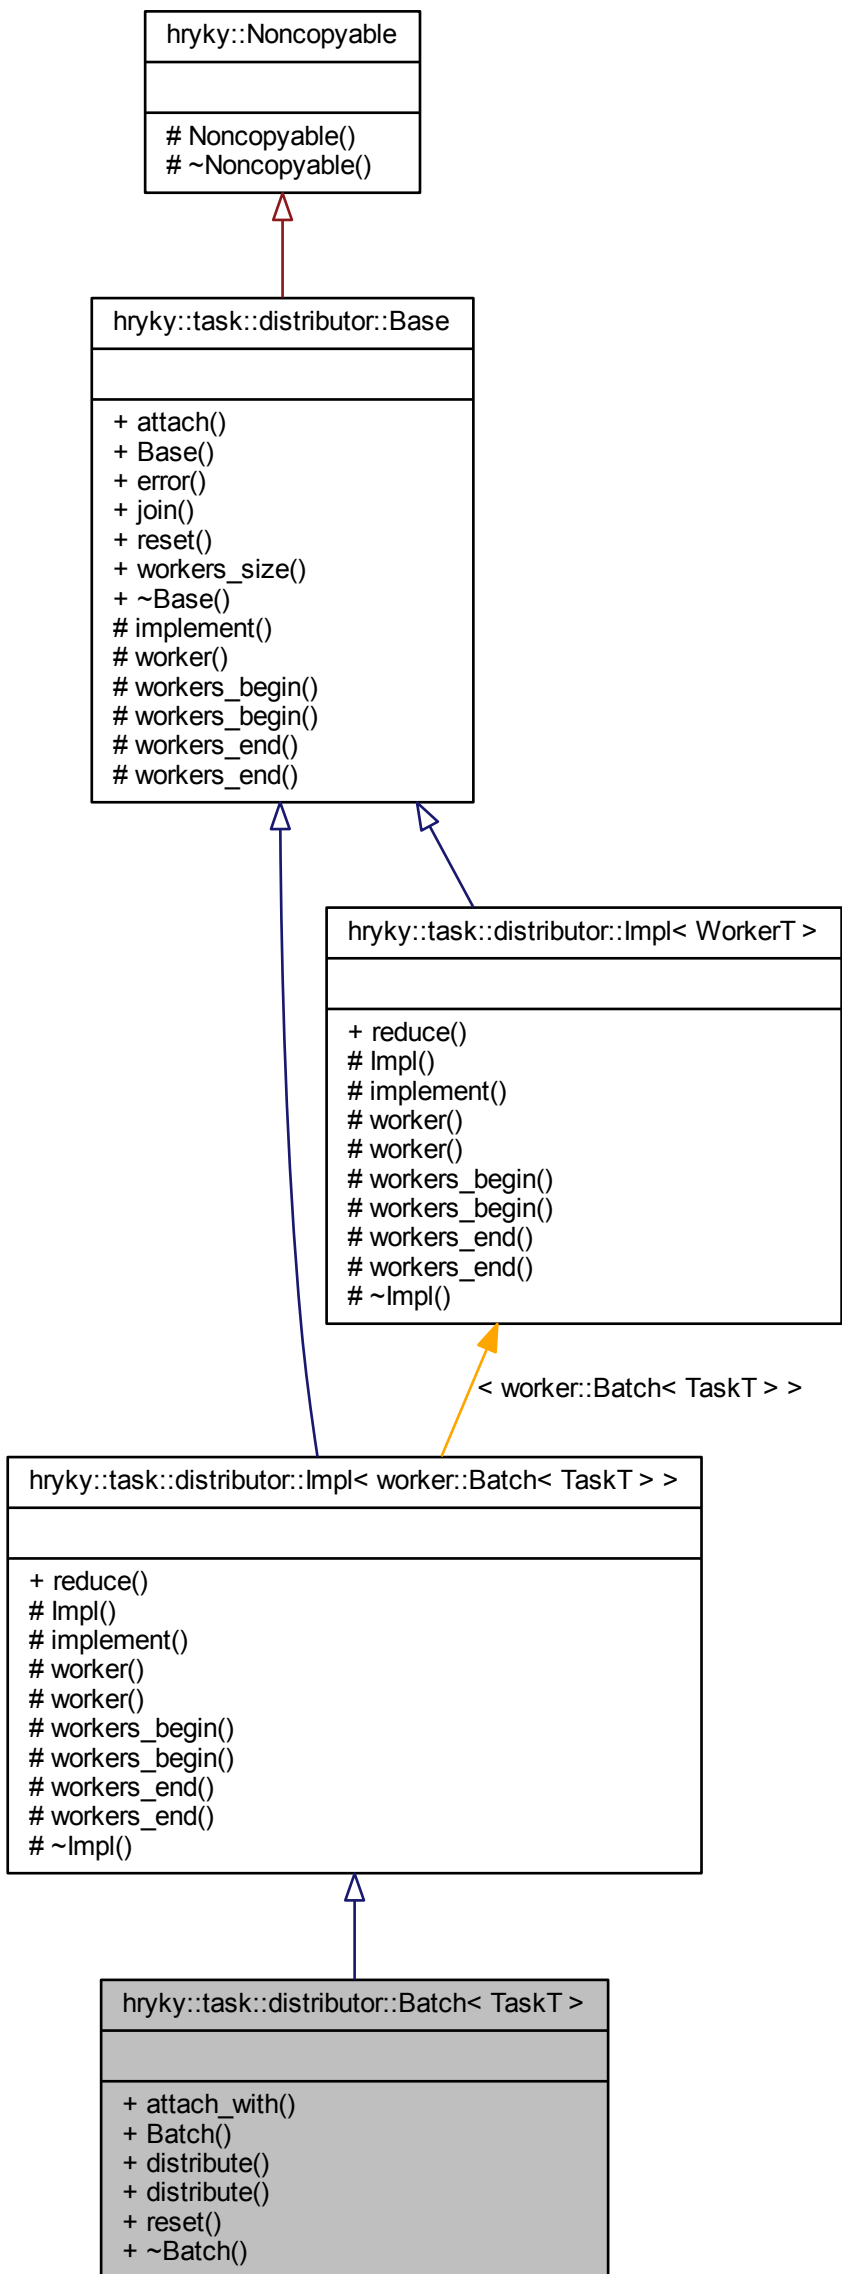 hryky::Noncopyable
# Noncopyable()
# ~Noncopyable()
hryky::task::distributor::Base
+ attach()
+ Base()
+ error()
+ join()
+ reset()
+ workers_size()
+ ~Base()
# implement()
# worker()
# workers_begin()
# workers_begin()
# workers_end()
# workers_end()
hryky::task::distributor::Impl< WorkerT >
+ reduce()
# Impl()
# implement()
# worker()
# worker()
# workers_begin()
# workers_begin()
# workers_end()
# workers_end()
# ~Impl()
< worker::Batch< TaskT > >
hryky::task::distributor::Impl< worker::Batch< TaskT > >
+ reduce()
# Impl()
# implement()
# worker()
# worker()
# workers_begin()
# workers_begin()
# workers_end()
# workers_end()
# ~Impl()
hryky::task::distributor::Batch< TaskT >
+ attach_with()
+ Batch()
+ distribute()
+ distribute()
+ reset()
+ ~Batch()